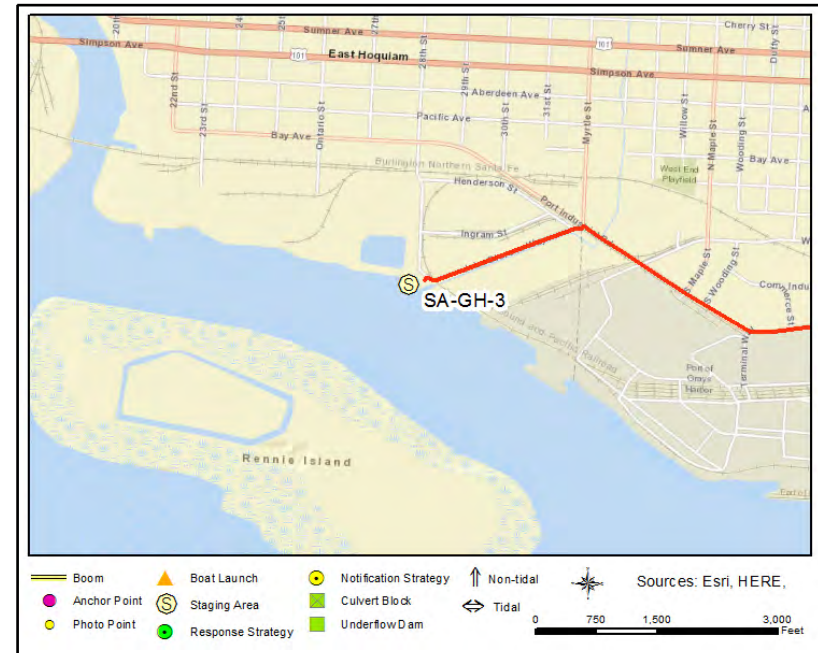 20th
24th
25th
27th
Cherry St
Duffy St
Sumner Ave
Simpson Ave
101
East Hoquiam
28th St
101
Sumner Ave
Simpson Ave
22nd St
23rd St
Ontario St
29th St
Aberdeen Ave
31st St
30th St
Pacific Ave
Myrtle St
Willow St
N Maple St
Wooding St
Bay Ave
Bay Ave
Burlington Northern Santa Fe
West End
Playfield
Henderson St
Port Industrial
Ingram St
S
SA-GH-3
S Maple St
S Wooding St
Terminal W
Port of
Grays
Harbor
Rennie Island
Boom
Boat Launch
Notification Strategy
Non-tidal
Sources: Esri, HERE,
Anchor Point
S
Staging Area
Culvert Block
Tidal
Photo Point
Response Strategy
Underflow Dam
0 750 1,500 3,000
Feet